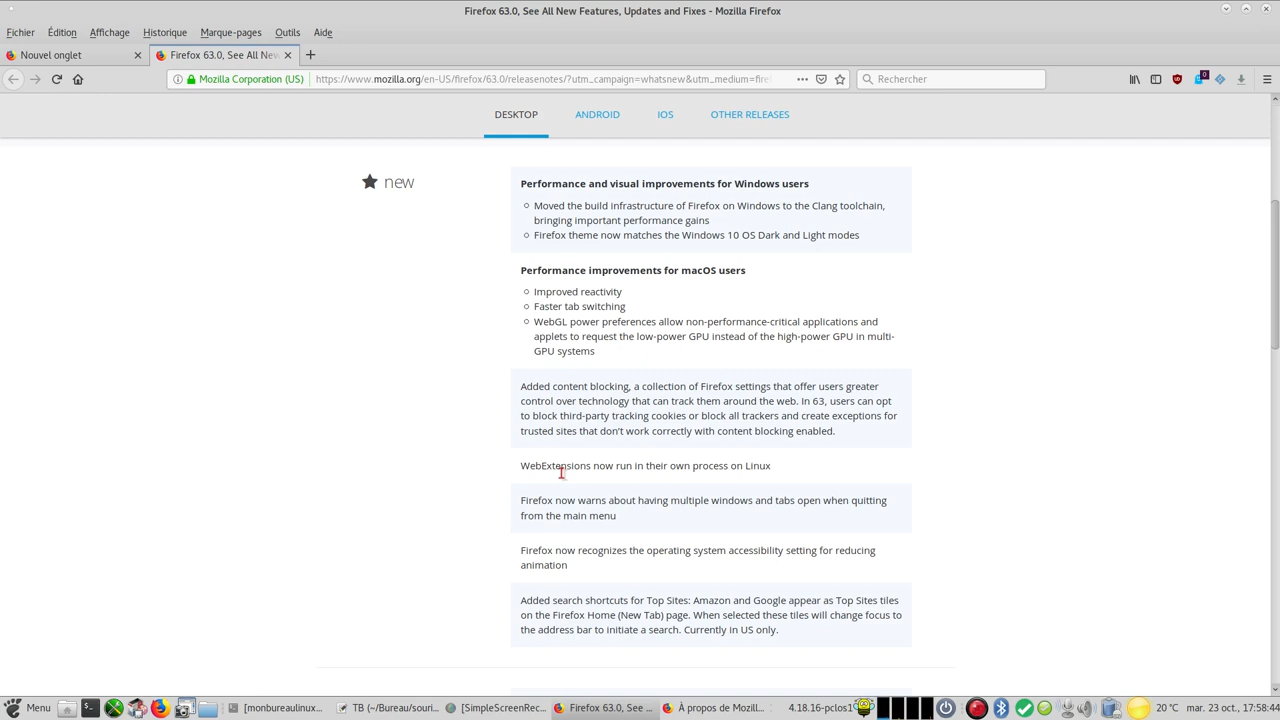 Firefox 63.0, See All New Features, Updates and Fixes - Mozilla Firefox
Fichier Édition Affichage Historique Marque-pages Outils Aide
Nouvel onglet Firefox 63.0, See All New
Mozilla Corporation (US) https://www.mozilla.org/en-US/firefox/63.0/releasenotes/?utm_campaign=whatsnew&utm_medium=fire Rechercher 0
DESKTOP ANDROID IOS OTHER RELEASES
new
Performance and visual improvements for Windows users
Moved the build infrastructure of Firefox on Windows to the Clang toolchain,
bringing important performance gains
Firefox theme now matches the Windows 10 OS Dark and Light modes
Performance improvements for macOS users
Improved reactivity
Faster tab switching
WebGL power preferences allow non-performance-critical applications and
applets to request the low-power GPU instead of the high-power GPU in multi-
GPU systems
Added content blocking, a collection of Firefox settings that offer users greater
control over technology that can track them around the web. In 63, users can opt
to block third-party tracking cookies or block all trackers and create exceptions for
trusted sites that don’t work correctly with content blocking enabled.
WebExtensions now run in their own process on Linux
Firefox now warns about having multiple windows and tabs open when quitting
from the main menu
Firefox now recognizes the operating system accessibility setting for reducing
animation
Added search shortcuts for Top Sites: Amazon and Google appear as Top Sites tiles
on the Firefox Home (New Tab) page. When selected these tiles will change focus to
the address bar to initiate a search. Currently in US only.
Menu [monbureaulinux... TB (~/Bureau/souri... [SimpleScreenRec... Firefox 63.0, See ... À propos de Mozill... 4.18.16-pclos1 20 °C mar. 23 oct., 17:58:44